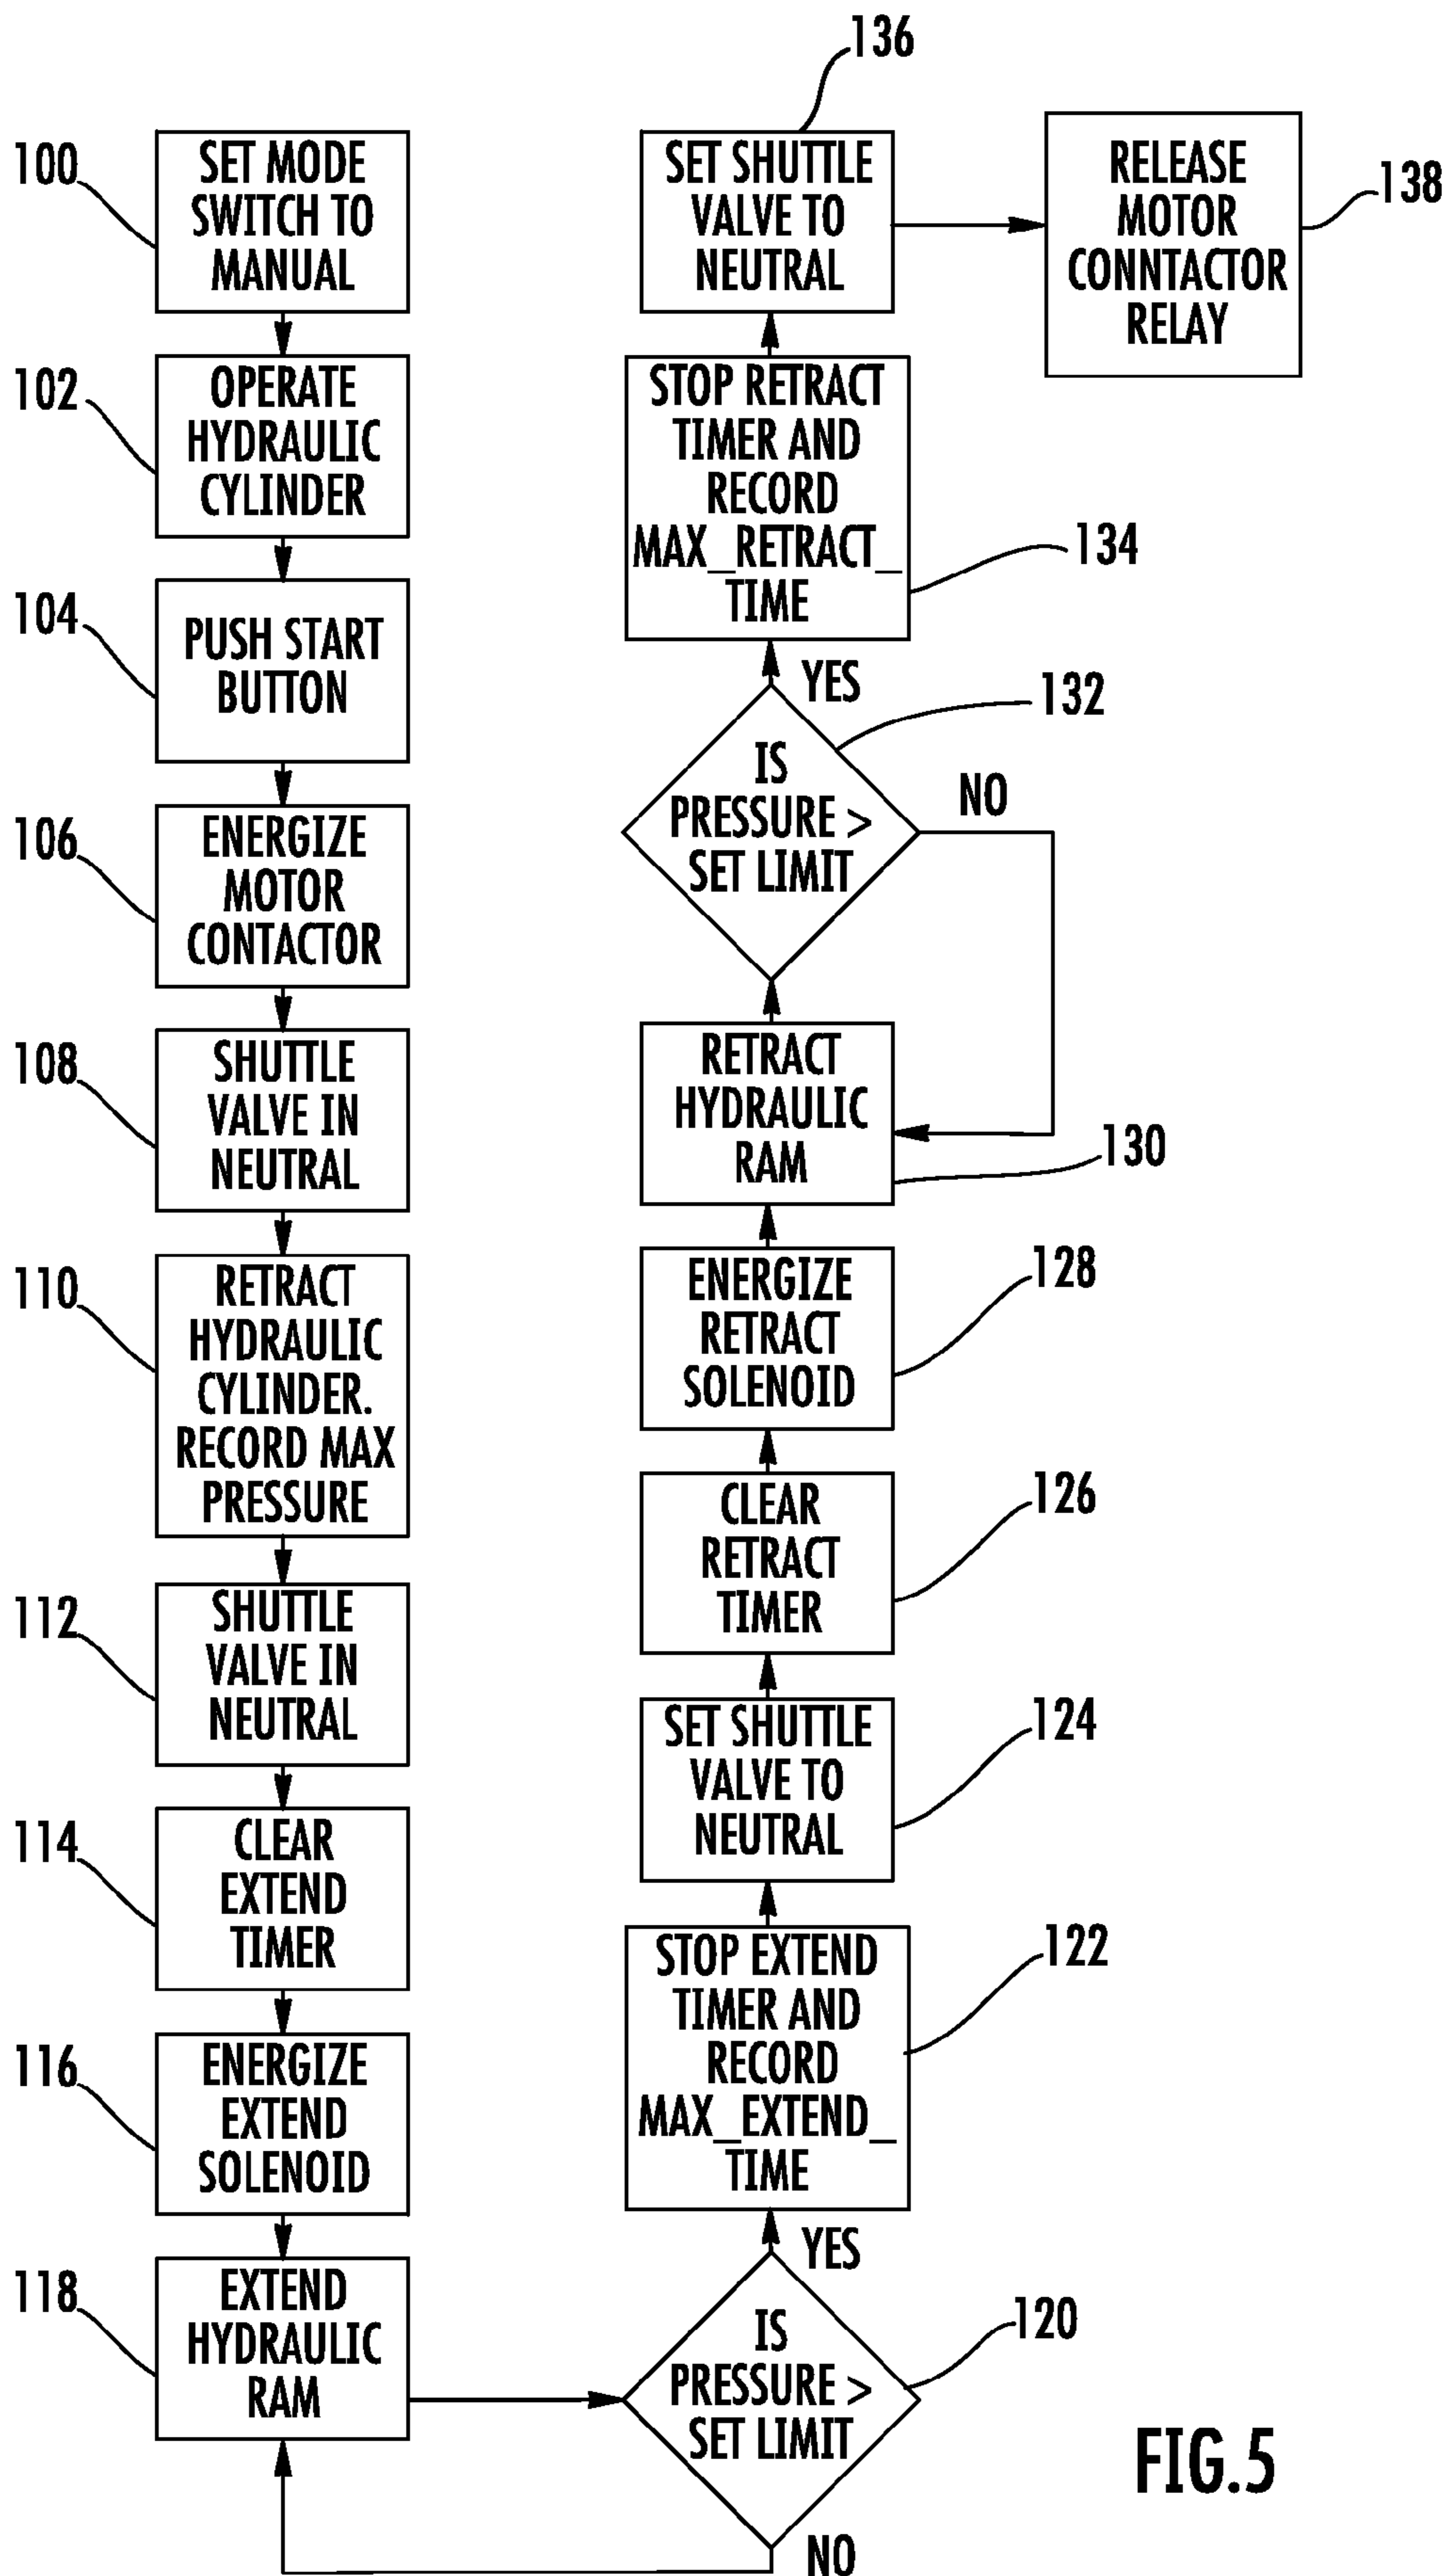 100
SET MODE
SWITCH TO
MANUAL
102
OPERATE
HYDRAULIC
CYLINDER
104
PUSH START
BUTTON
106
ENERGIZE
MOTOR
CONTACTOR
108
SHUTTLE
VALVE IN
NEUTRAL
110
RETRACT
HYDRAULIC
CYLINDER.
RECORD MAX
PRESSURE
112
SHUTTLE
VALVE IN
NEUTRAL
114
CLEAR
EXTEND
TIMER
116
ENERGIZE
EXTEND
SOLENOID
118
EXTEND
HYDRAULIC
RAM
120
IS
PRESSURE >
SET LIMIT
NO
YES
122
STOP EXTEND
TIMER AND
RECORD
MAX_EXTEND_
TIME
124
SET SHUTTLE
VALVE TO
NEUTRAL
126
CLEAR
RETRACT
TIMER
128
ENERGIZE
RETRACT
SOLENOID
130
RETRACT
HYDRAULIC
RAM
132
IS
PRESSURE >
SET LIMIT
NO
YES
134
STOP RETRACT
TIMER AND
RECORD
MAX_RETRACT_
TIME
136
SET SHUTTLE
VALVE TO
NEUTRAL
138
RELEASE
MOTOR
CONNTACTOR
RELAY
FIG.5